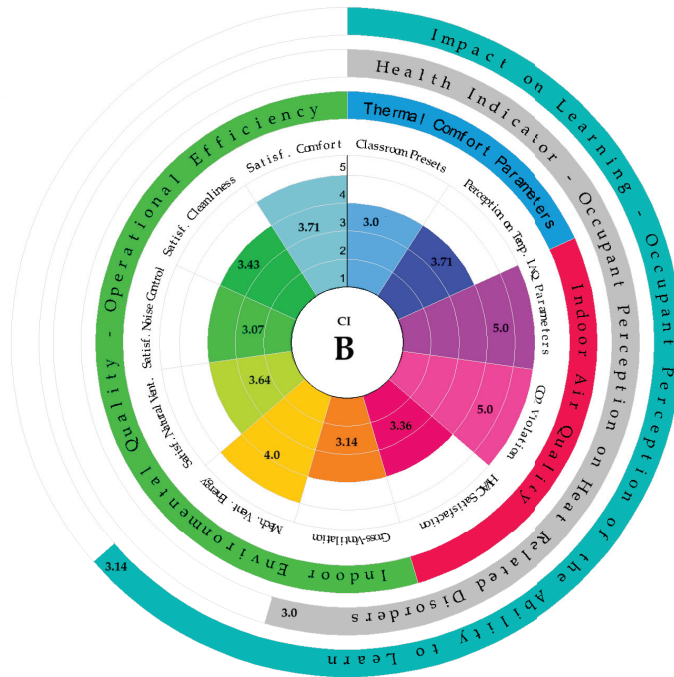 Impact on Learning - Occupant Perception of the Ability to Learn
3.14
Health Indicator - Occupant Perception on Heat Related Disorders
3.0
Thermal Comfort Parameters
Indoor Air Quality
Indoor Environmental Quality - Operational Efficiency
Classroom Presets
3.0
Perception on Temp.
3.71
IAQ Parameters
5.0
CO2 Violation
5.0
HVAC Satisfaction
3.36
Cross-Ventilation
3.14
Mech. Vent. Energy
4.0
Satisf. Natural Vent.
3.64
Satisf. Noise Control
3.07
Satisf. Cleanliness
3.43
Satisf. Comfort
3.71
5
4
3
2
1
CI
B